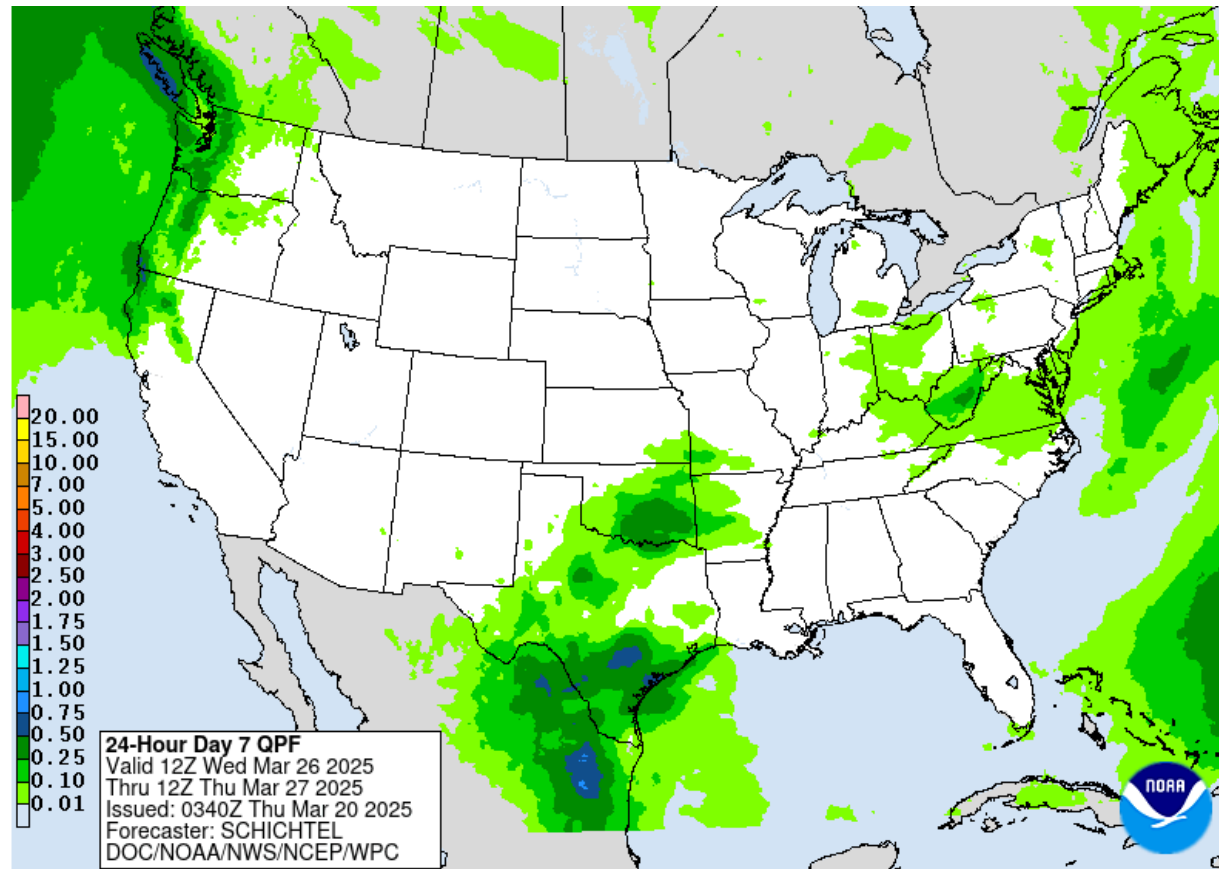 20.00
15.00
10.00
7.00
5.00
4.00
3.00
2.50
2.00
1.75
1.50
1.25
1.00
0.75
0.50
0.25
0.10
0.01
24-Hour Day 7 QPF
Valid 12Z Wed Mar 26 2025
Thru 12Z Thu Mar 27 2025
Issued: 0340Z Thu Mar 20 2025
Forecaster: SCHICHTEL
DOC/NOAA/NWS/NCEP/WPC
NOAA